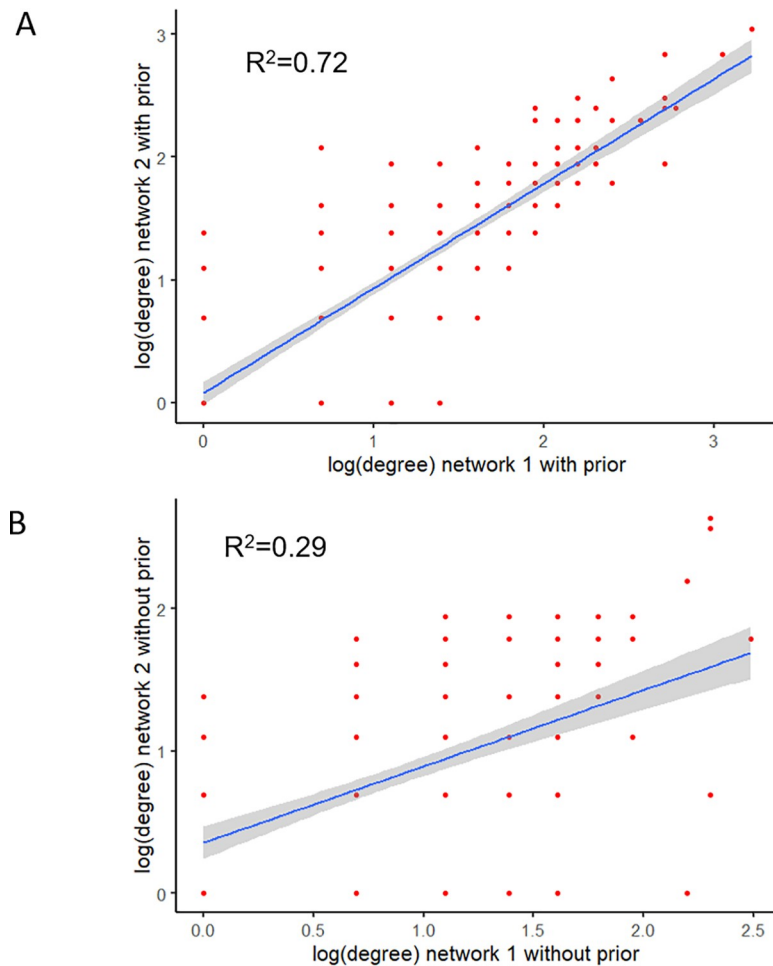 A
R²=0.72
log(degree) network 2 with prior
3
2
1
0
0 1 2 3
log(degree) network 1 with prior
B
R²=0.29
log(degree) network 2 without prior
2
1
0
0.0 0.5 1.0 1.5 2.0 2.5
log(degree) network 1 without prior